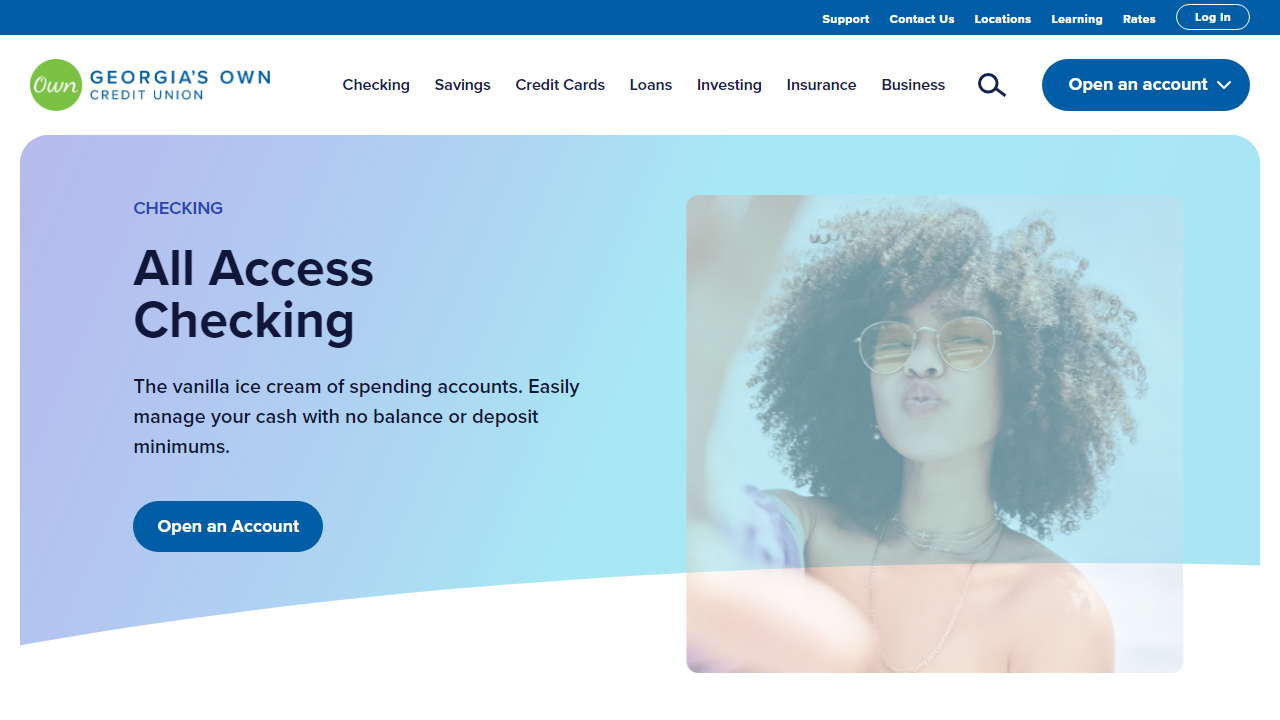 Support Contact Us Locations Learning Rates Log In
Own GEORGIA'S OWN
CREDIT UNION
Checking Savings Credit Cards Loans Investing Insurance Business Open an account
CHECKING
All Access
Checking
The vanilla ice cream of spending accounts. Easily
manage your cash with no balance or deposit
minimums.
Open an Account